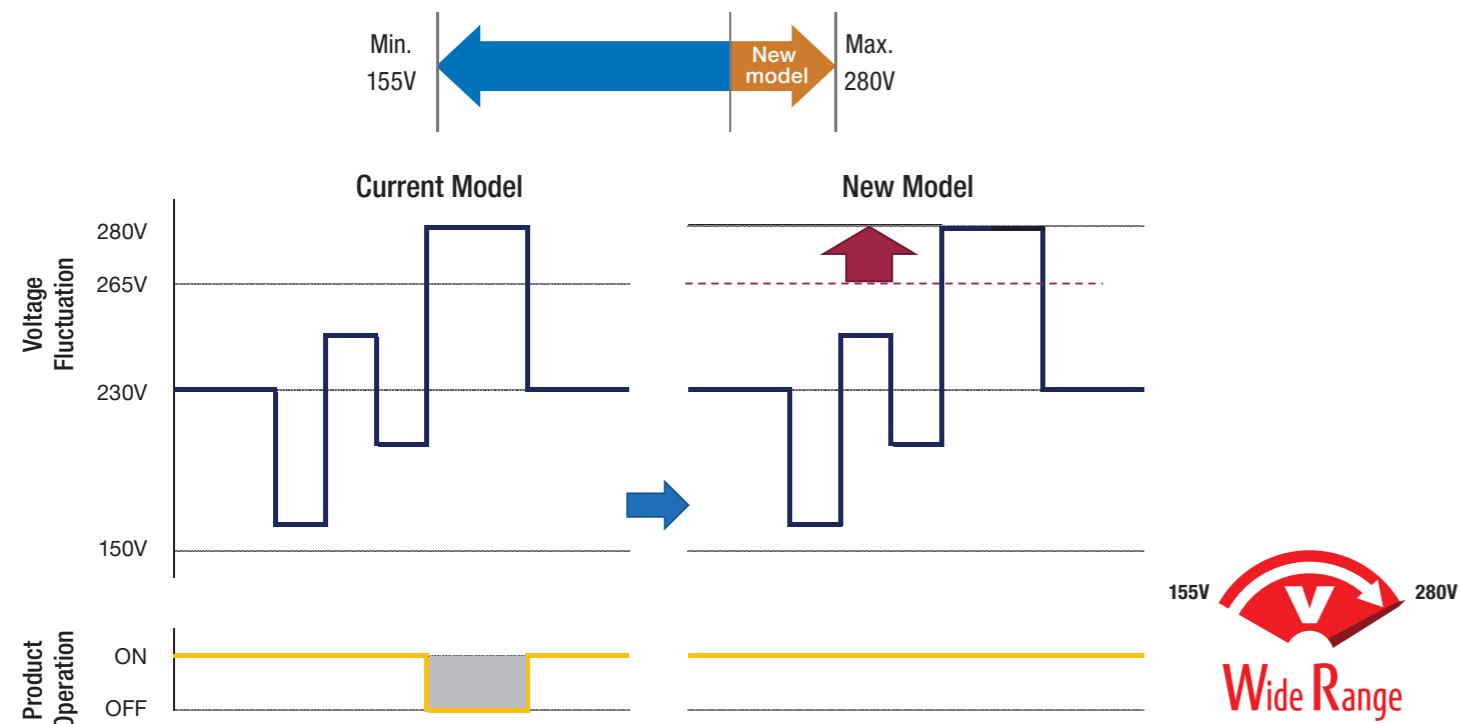 Min.
155V
New
model
Max.
280V
Current Model
New Model
Voltage
Fluctuation
280V
265V
230V
150V
Product
Operation
ON
OFF
155V
V
280V
Wide Range